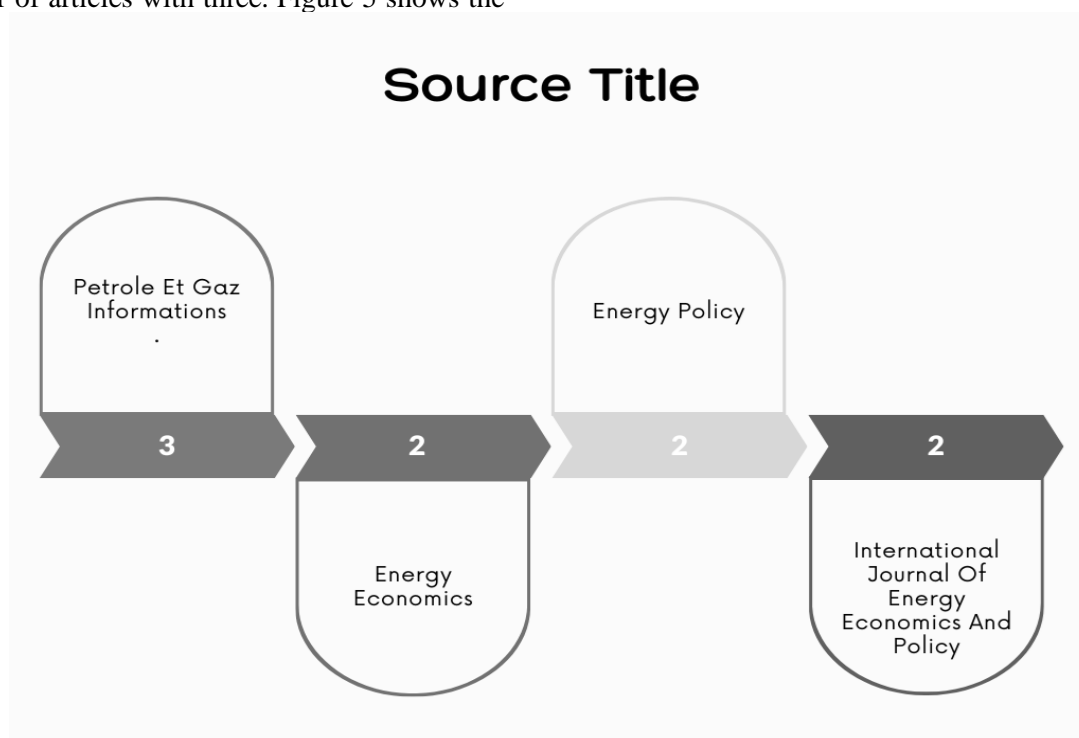 r of articles with three. Figure 5 shows the
Source Title
Petrole Et Gaz
Informations
.
3
2
Energy
Economics
Energy Policy
2
2
International
Journal Of
Energy
Economics And
Policy